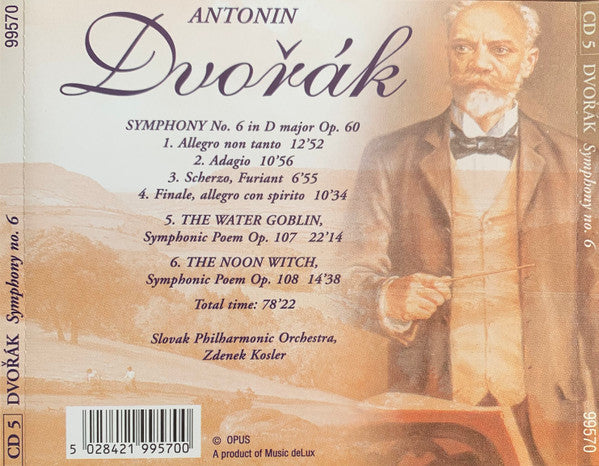 ANTONIN
Dvořák
SYMPHONY No. 6 in D major Op. 60
1. Allegro non tanto 12'52
2. Adagio 10'56
3. Scherzo, Furiant 6'55
4. Finale, allegro con spirito 10'34
5. THE WATER GOBLIN,
Symphonic Poem Op. 107 22'14
6. THE NOON WITCH,
Symphonic Poem Op. 108 14'38
Total time: 78'22
Slovak Philharmonic Orchestra,
Zdenek Kosler
5 028421 995700
© OPUS
A product of Music deLux
CD 5 DVOŘÁK Symphony no. 6 99570
CD 5 DVOŘÁK Symphony no. 6 99570